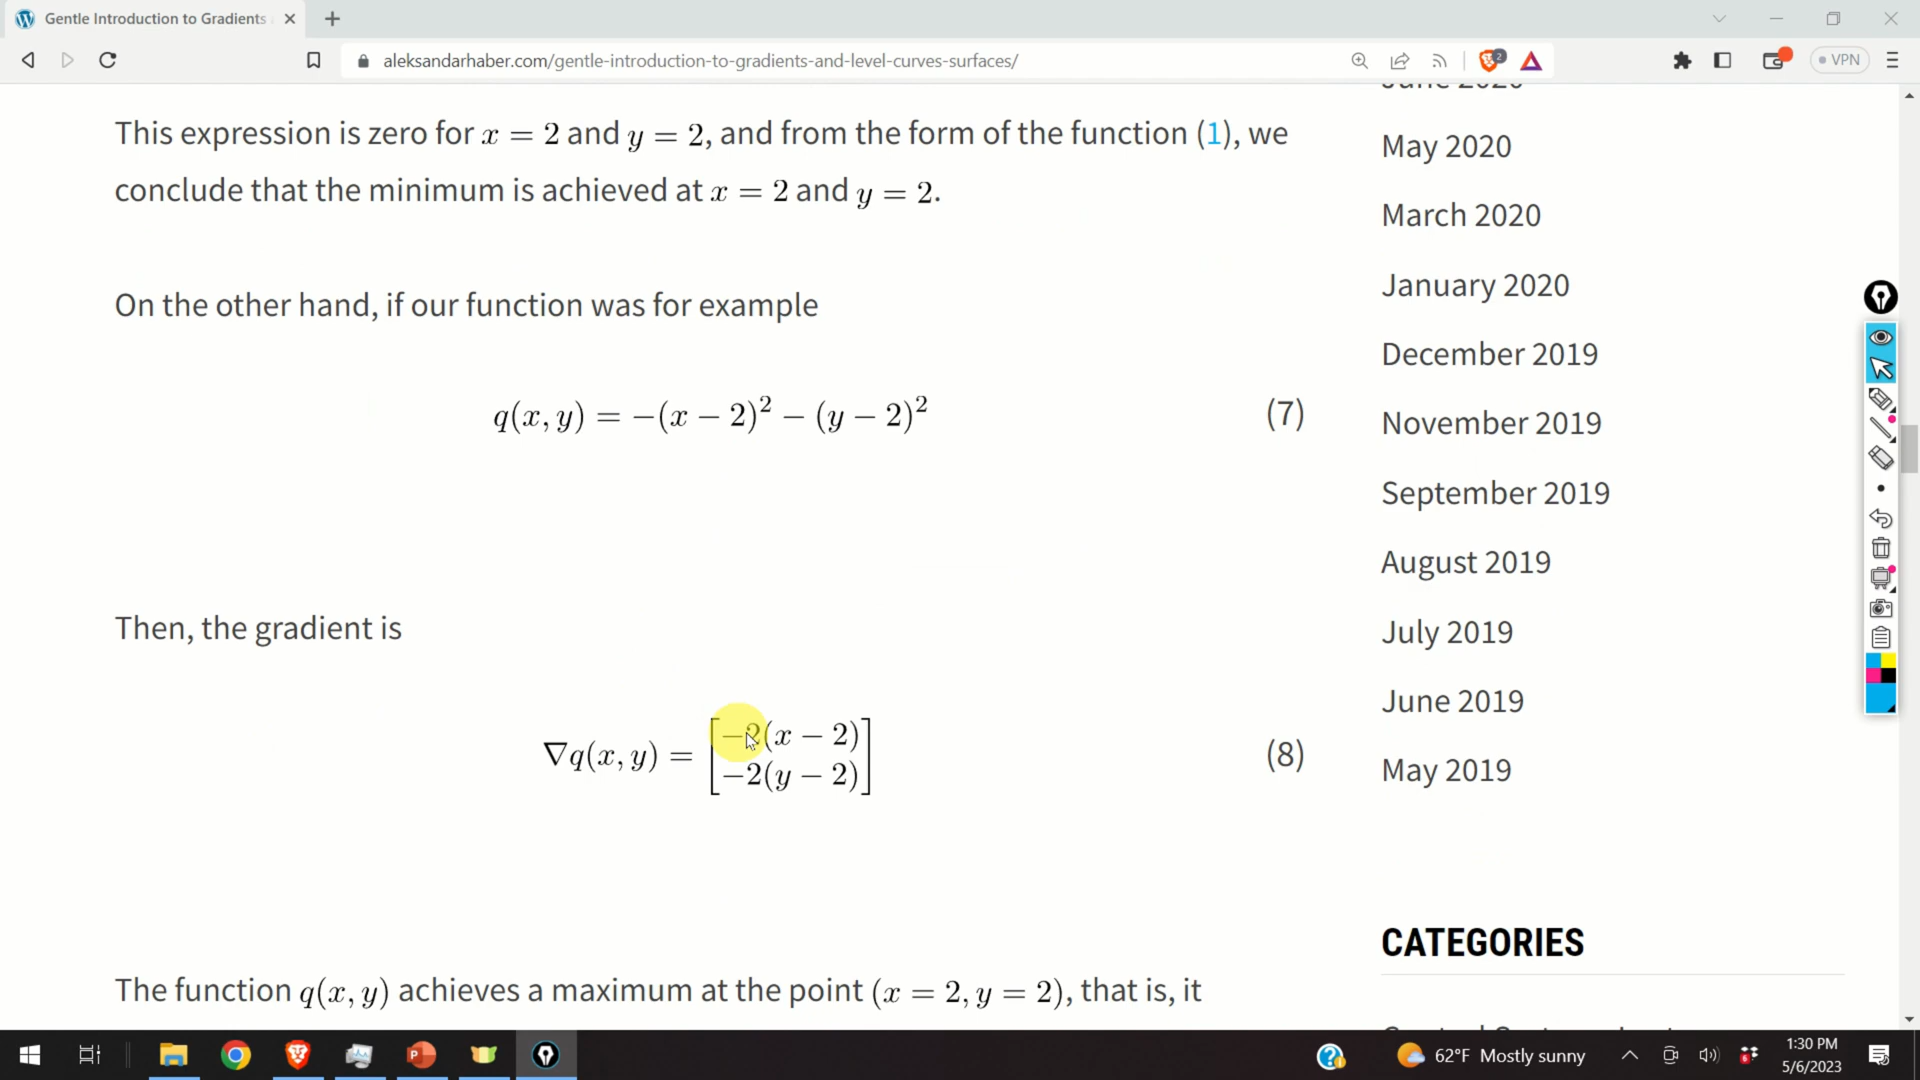 Gentle Introduction to Gradients
aleksandarhaber.com/gentle-introduction-to-gradients-and-level-curves-surfaces/
2
VPN
This expression is zero for x = 2 and y = 2, and from the form of the function (1), we
conclude that the minimum is achieved at x = 2 and y = 2.
On the other hand, if our function was for example
q(x, y) = −(x − 2)² − (y − 2)² (7)
Then, the gradient is
∇q(x, y) = [−2(x − 2)
−2(y − 2)] (8)
The function q(x, y) achieves a maximum at the point (x = 2, y = 2), that is, it
June 2020
May 2020
March 2020
January 2020
December 2019
November 2019
September 2019
August 2019
July 2019
June 2019
May 2019
CATEGORIES
62°F Mostly sunny
1:30 PM
5/6/2023